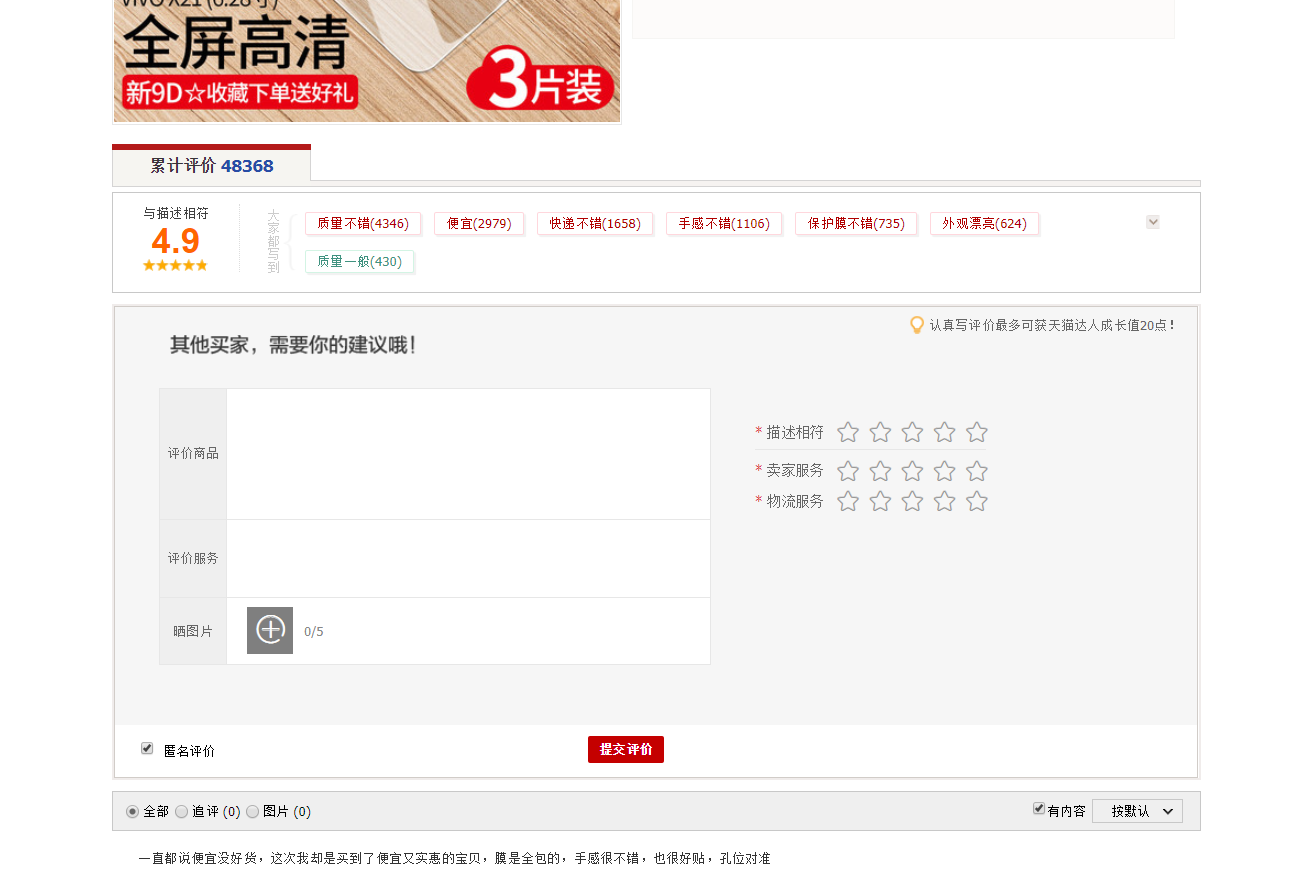 VIVO X21 (6.28寸)
全屏高清
新9D☆收藏下单送好礼
3片装
累计评价 48368
与描述相符
4.9
大家都写到
质量不错(4346)
便宜(2979)
快递不错(1658)
手感不错(1106)
保护膜不错(735)
外观漂亮(624)
质量一般(430)
认真写评价最多可获天猫达人成长值20点！
其他买家，需要你的建议哦！
评价商品
* 描述相符
* 卖家服务
* 物流服务
评价服务
晒图片
0/5
匿名评价
提交评价
全部 追评 (0) 图片 (0)
有内容
按默认
一直都说便宜没好货，这次我却是买到了便宜又实惠的宝贝，膜是全包的，手感很不错，也很好贴，孔位对准